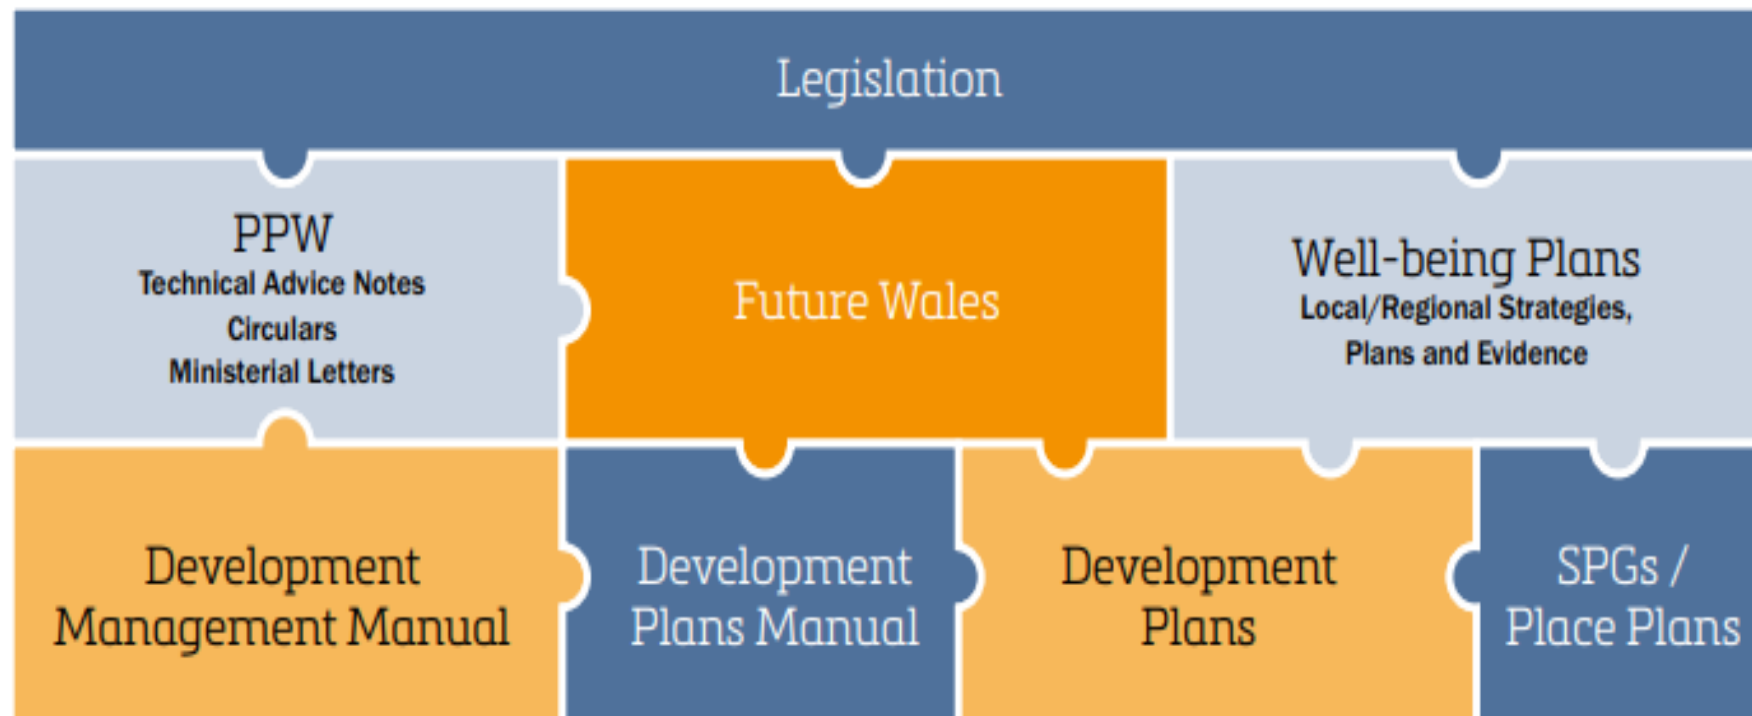 Legislation
PPW
Technical Advice Notes
Circulars
Ministerial Letters
Future Wales
Well-being Plans
Local/Regional Strategies,
Plans and Evidence
Development
Management Manual
Development
Plans Manual
Development
Plans
SPGs /
Place Plans